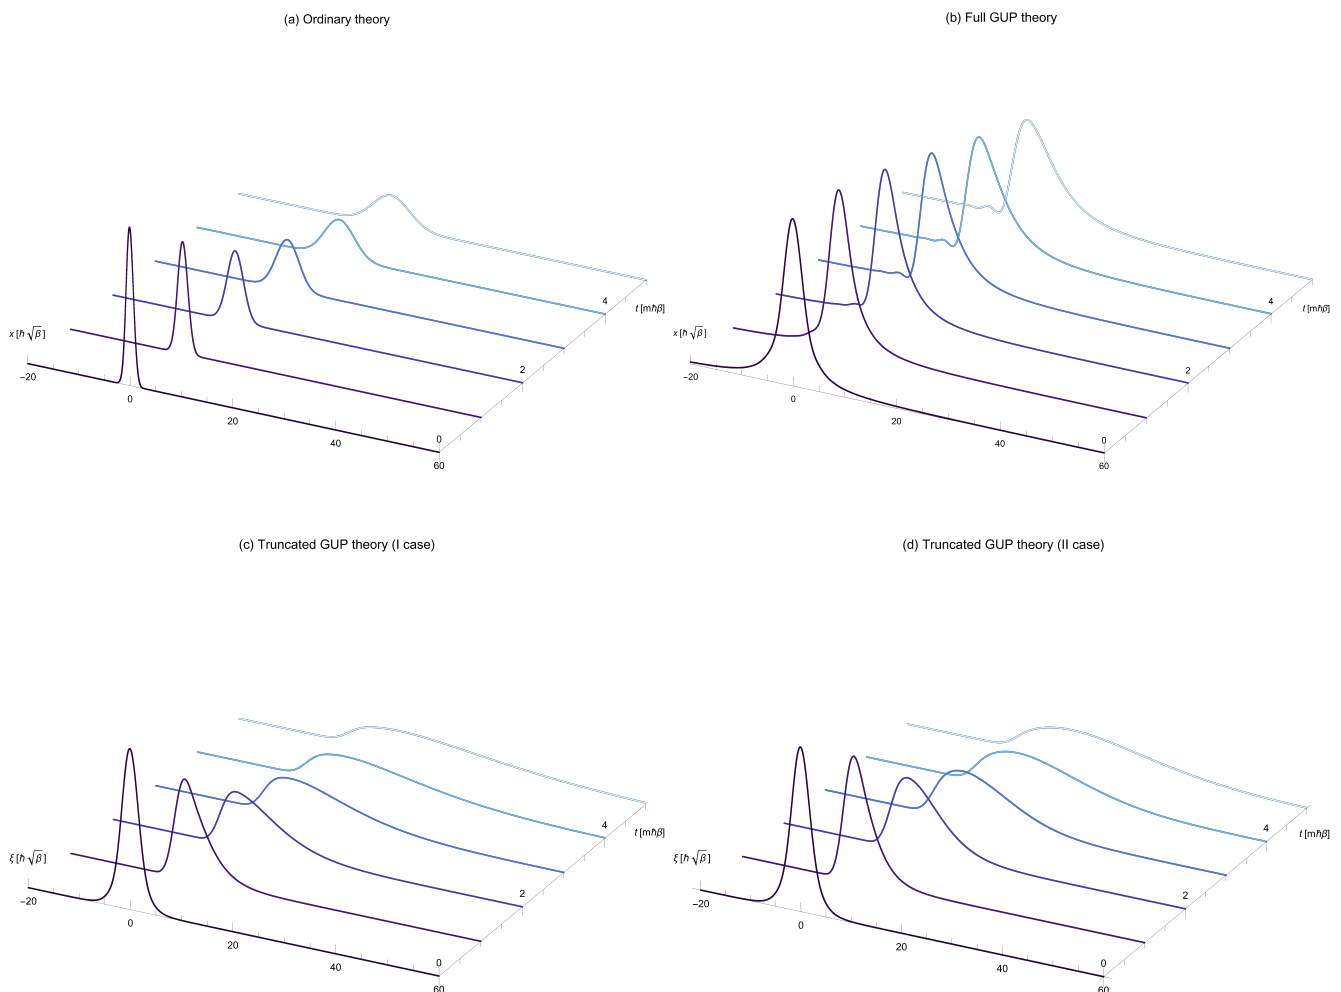 (a) Ordinary theory
x [ħ √β]
−20
0
20
40
60
0
2
4
t [mħβ]
(b) Full GUP theory
x [ħ √β]
−20
0
20
40
60
0
2
4
t [mħβ]
(c) Truncated GUP theory (I case)
ξ [ħ √β]
−20
0
20
40
60
0
2
4
t [mħβ]
(d) Truncated GUP theory (II case)
ξ [ħ √β]
−20
0
20
40
60
0
2
4
t [mħβ]